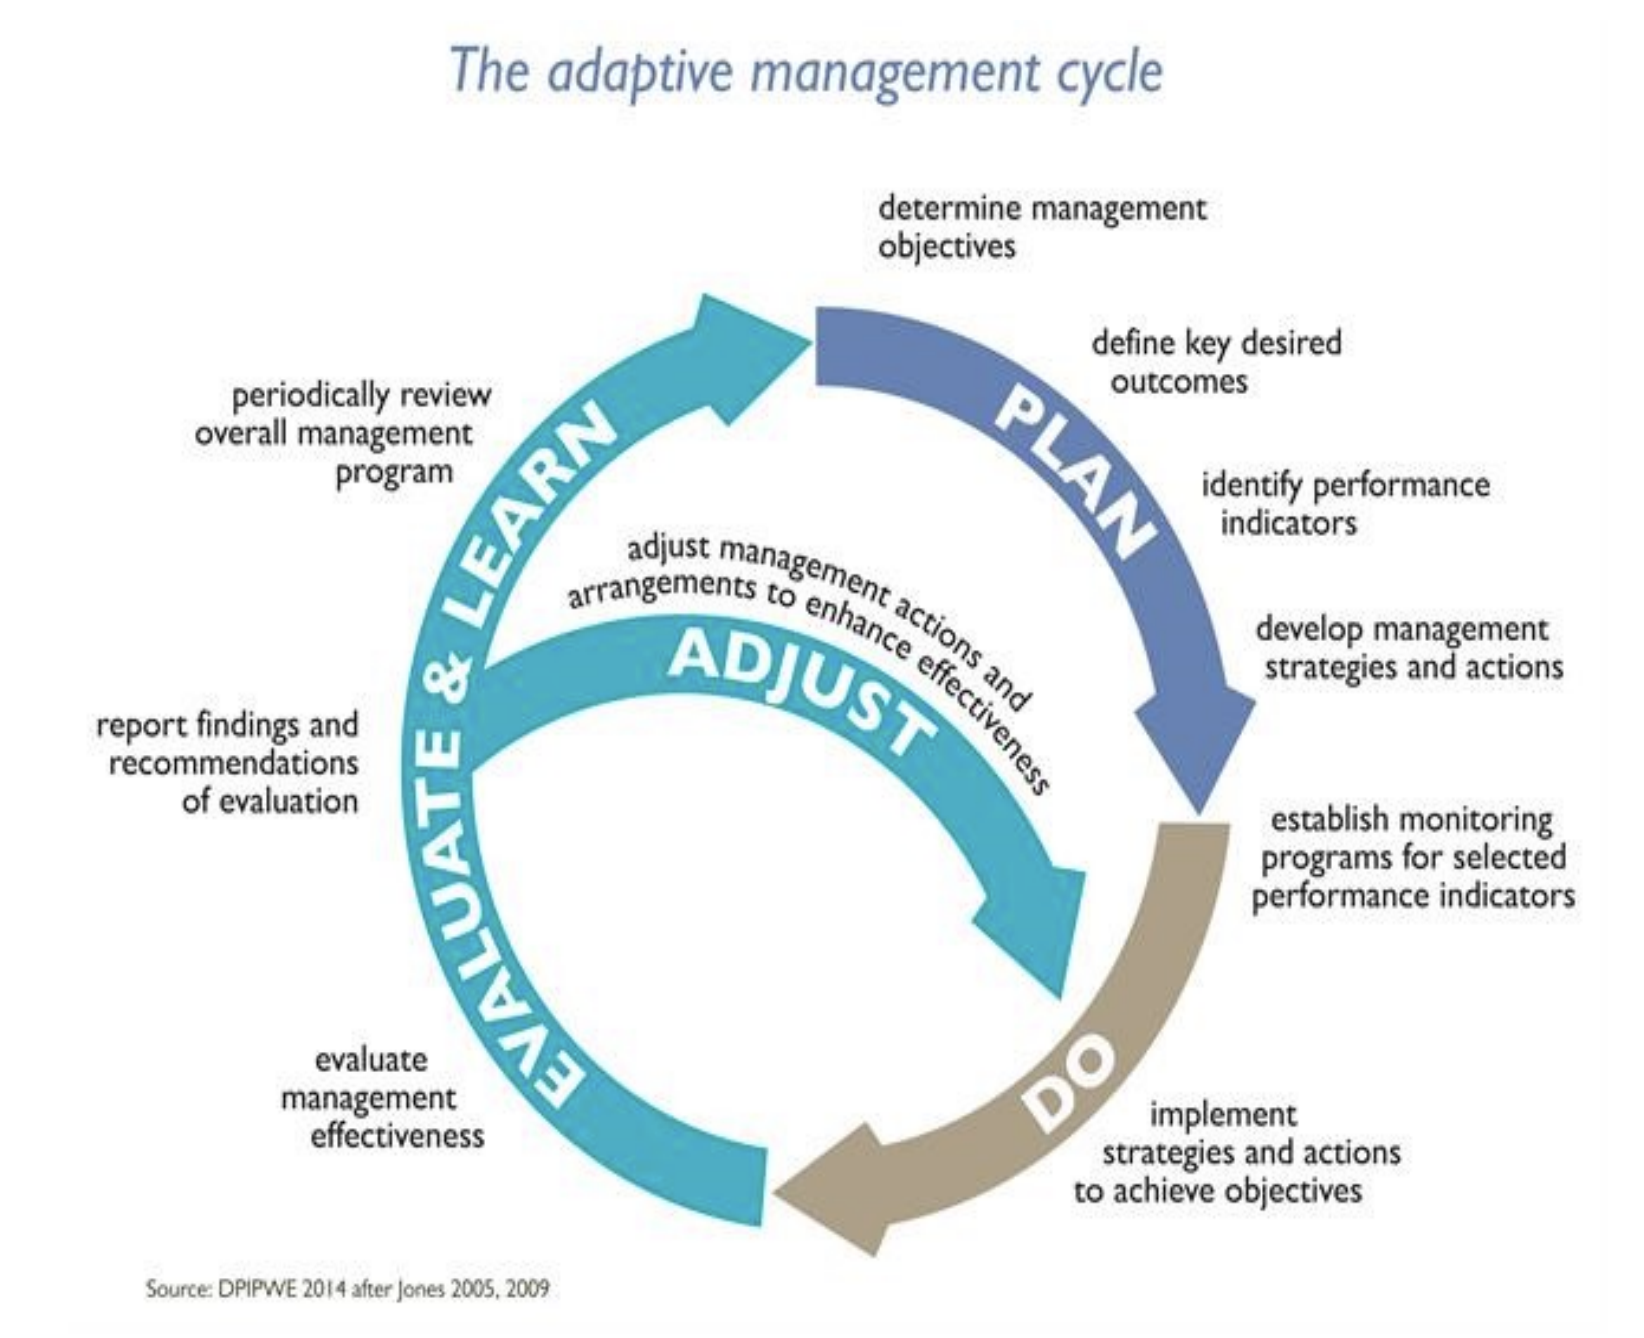 The adaptive management cycle
determine management
objectives
define key desired
outcomes
PLAN
identify performance
indicators
develop management
strategies and actions
establish monitoring
programs for selected
performance indicators
DO
implement
strategies and actions
to achieve objectives
evaluate
management
effectiveness
EVALUATE & LEARN
report findings and
recommendations
of evaluation
periodically review
overall management
program
adjust management actions and
arrangements to enhance effectiveness
ADJUST
Source: DPIPWE 2014 after Jones 2005, 2009